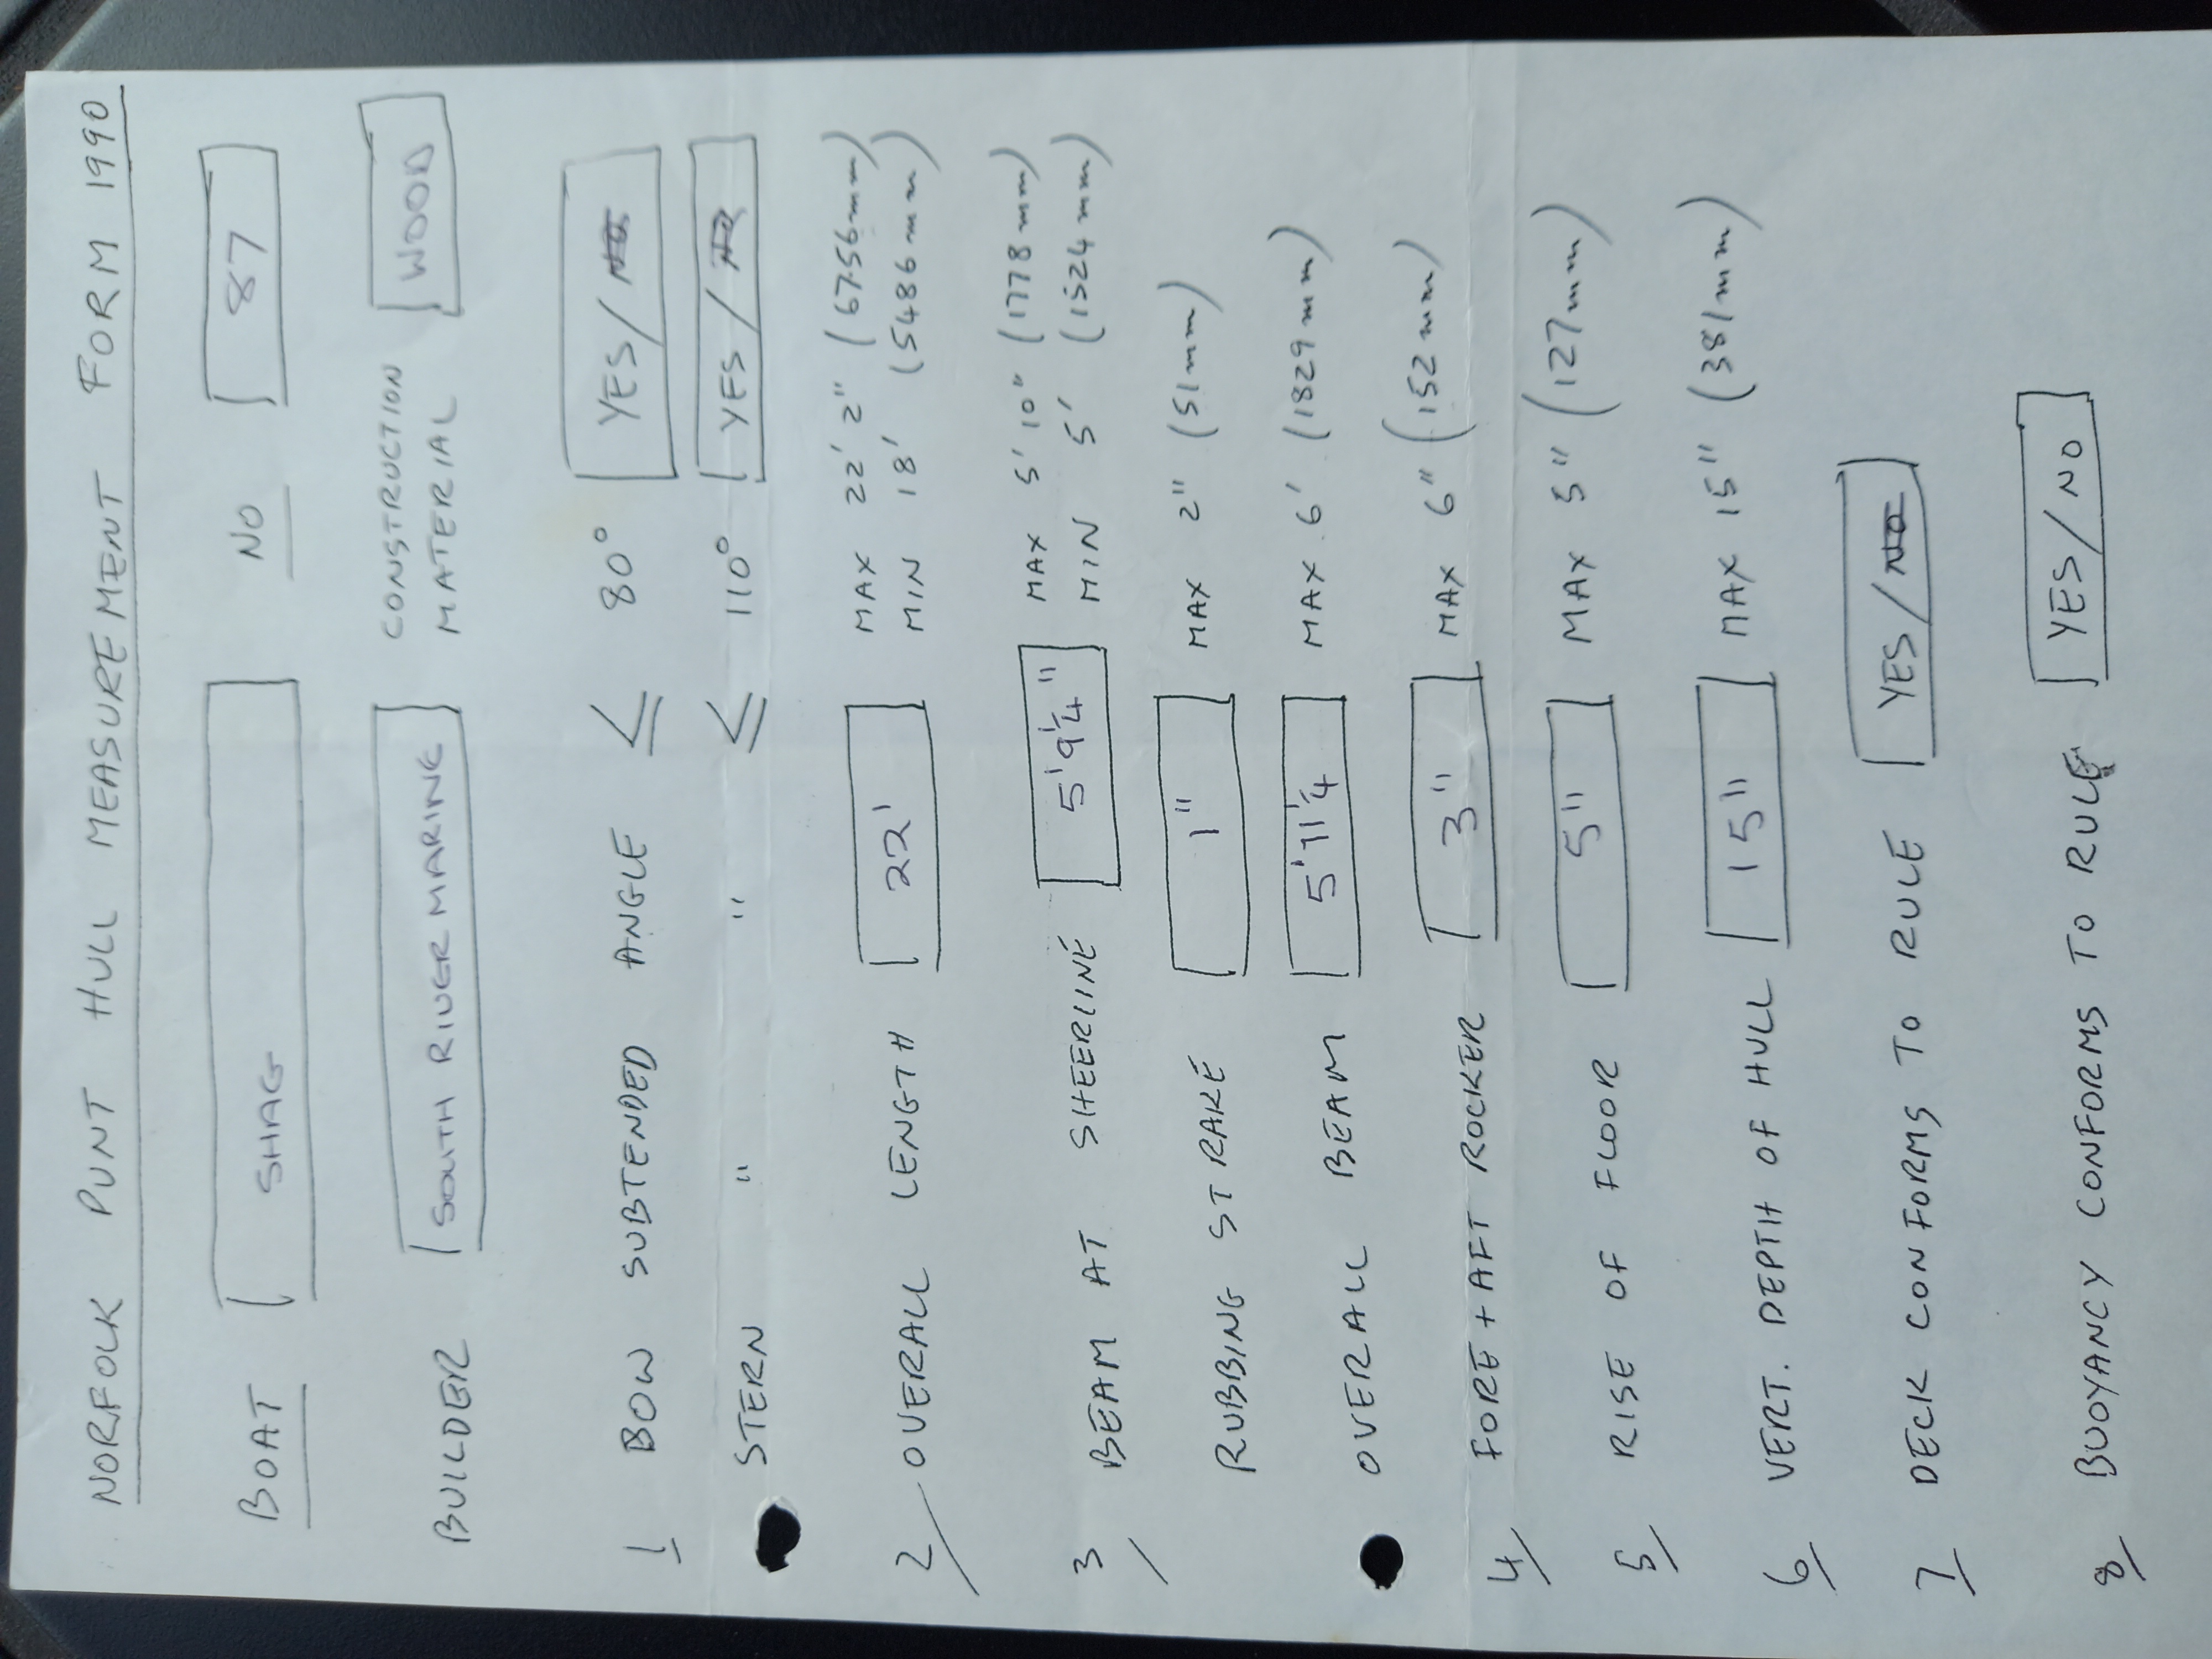 NORFOLK PUNT HULL MEASUREMENT FORM 1990
BOAT SHAG NO 87
BUILDER SOUTH RIVER MARINE CONSTRUCTION MATERIAL WOOD
1 BOW SUBTENDED ANGLE ≤ 80° YES / NO
STERN " " ≤ 110° YES / NO
2 OVERALL LENGTH 22' MAX 22' 2" (6756mm)
MIN 18' (5486mm)
3 BEAM AT SHEERLINE 5'9¼" MAX 5' 10" (1778mm)
MIN 5' (1524mm)
RUBBING STRAKE 1" MAX 2" (51mm)
OVERALL BEAM 5'11¼ MAX 6' (1829mm)
4 FORE + AFT ROCKER 3" MAX 6" (152mm)
5 RISE OF FLOOR 5" MAX 5" (127mm)
6 VERT. DEPTH OF HULL 15" MAX 15" (381mm)
7 DECK CONFORMS TO RULE YES / NO
8 BUOYANCY CONFORMS TO RULE YES / NO